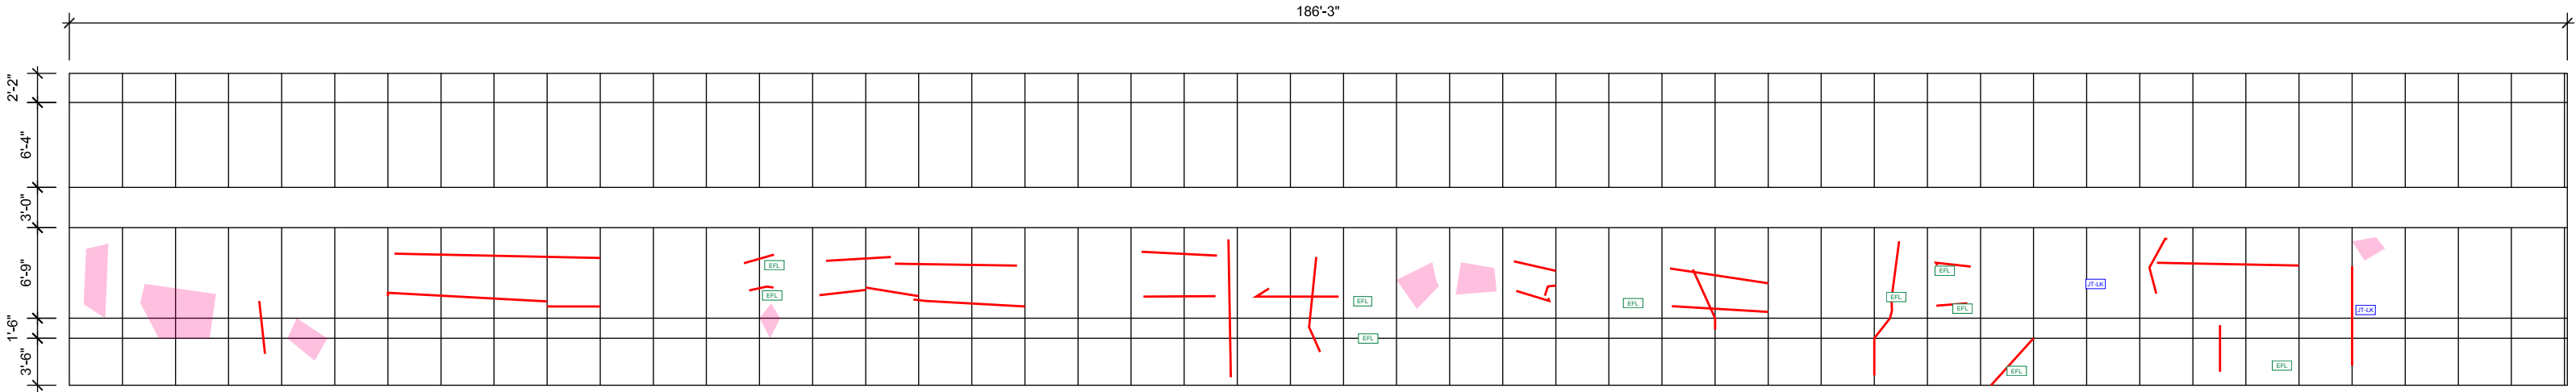 186'-3"
2'-2"
6'-4"
3'-0"
6'-9"
1'-6"
3'-6"
EFL
EFL
EFL
EFL
EFL
EFL
EFL
EFL
EFL
JT-LK
JT-LK
EFL